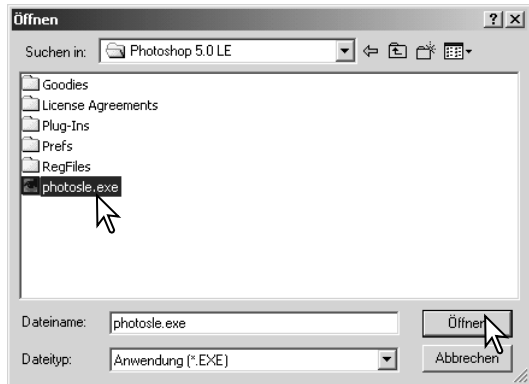 Öffnen
Suchen in: Photoshop 5.0 LE
Goodies
License Agreements
Plug-Ins
Prefs
RegFiles
photosle.exe
Dateiname: photosle.exe Öffnen
Dateityp: Anwendung (*.EXE) Abbrechen